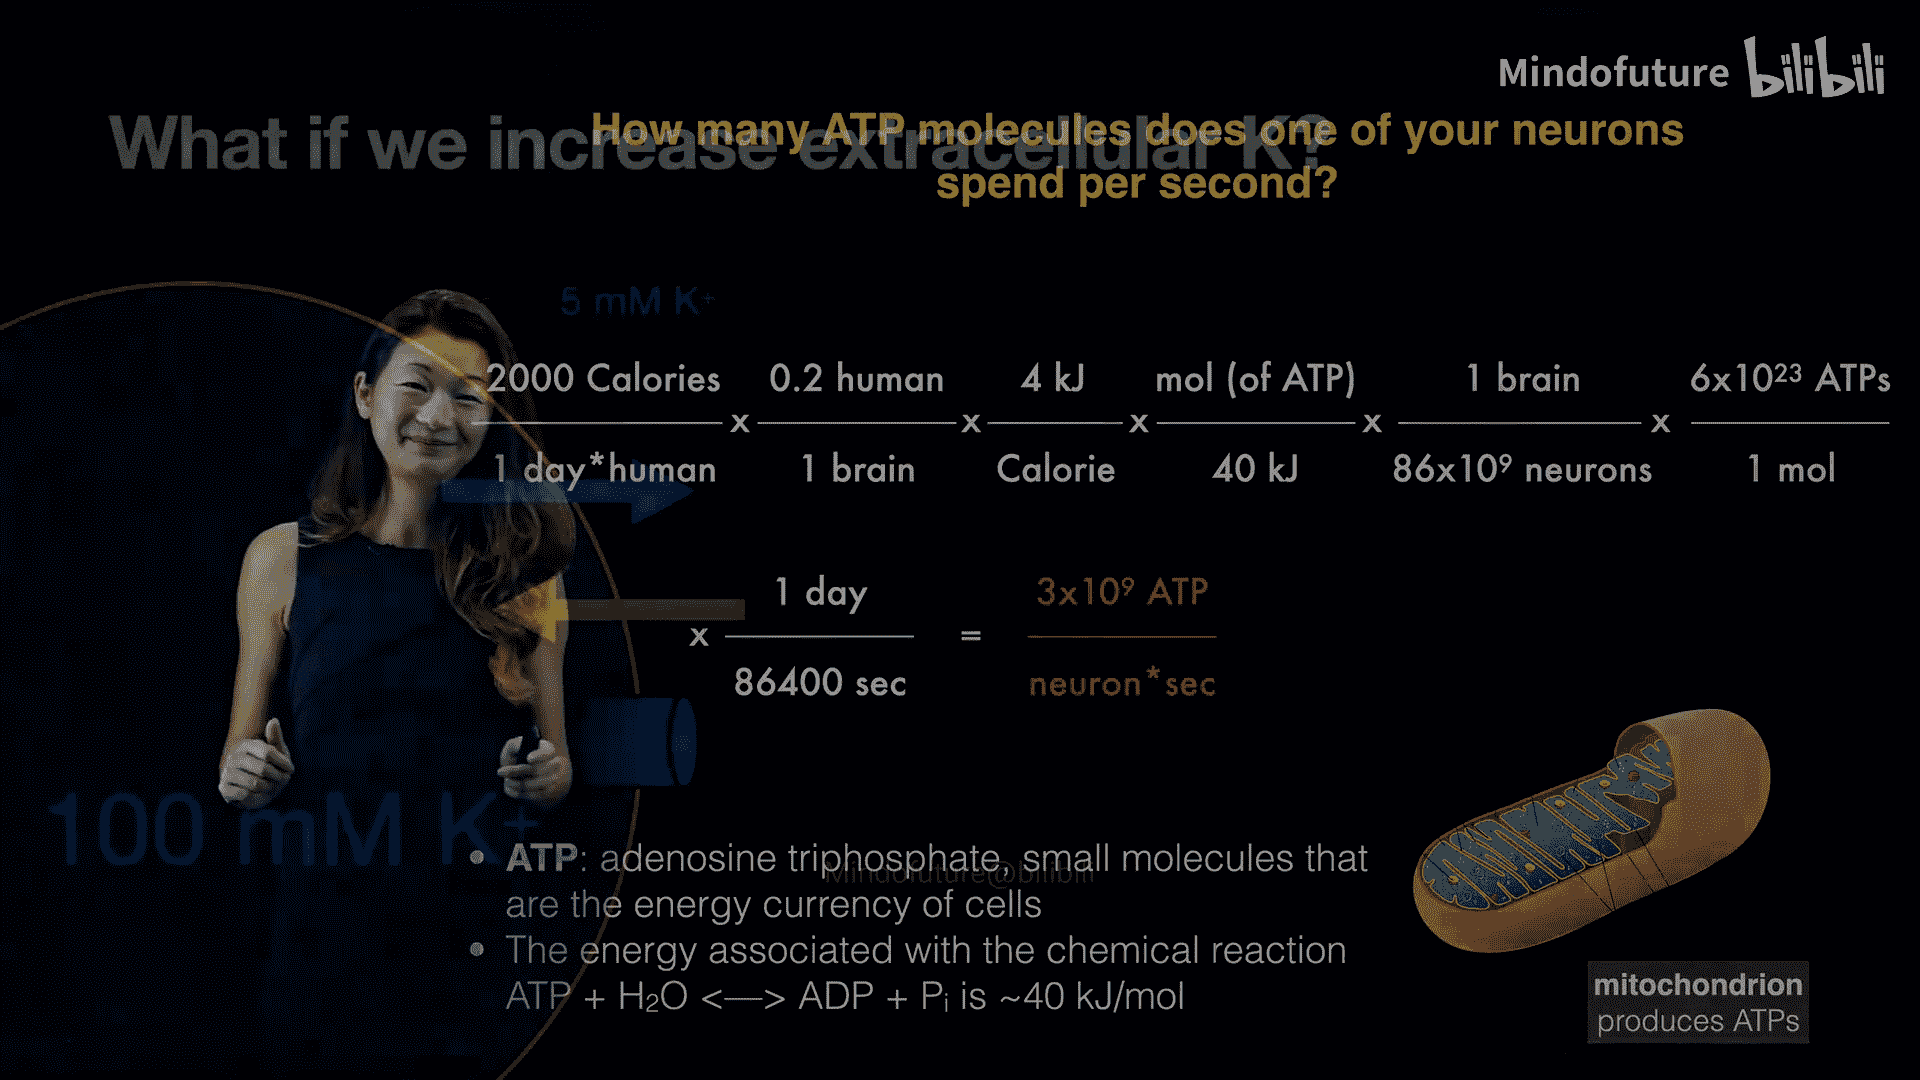 Mindofuture bilibili
What if we increase extracellular K?
How many ATP molecules does one of your neurons
spend per second?
5 mM K+
2000 Calories 0.2 human 4 kJ mol (of ATP) 1 brain 6x10²³ ATPs
x x x x x
1 day*human 1 brain Calorie 40 kJ 86x10⁹ neurons 1 mol
1 day 3x10⁹ ATP
x =
86400 sec neuron*sec
100 mM K+
• ATP: adenosine triphosphate, small molecules that
Mindofuture@bilibili
are the energy currency of cells
• The energy associated with the chemical reaction
ATP + H₂O <—> ADP + Pᵢ is ~40 kJ/mol
mitochondrion
produces ATPs